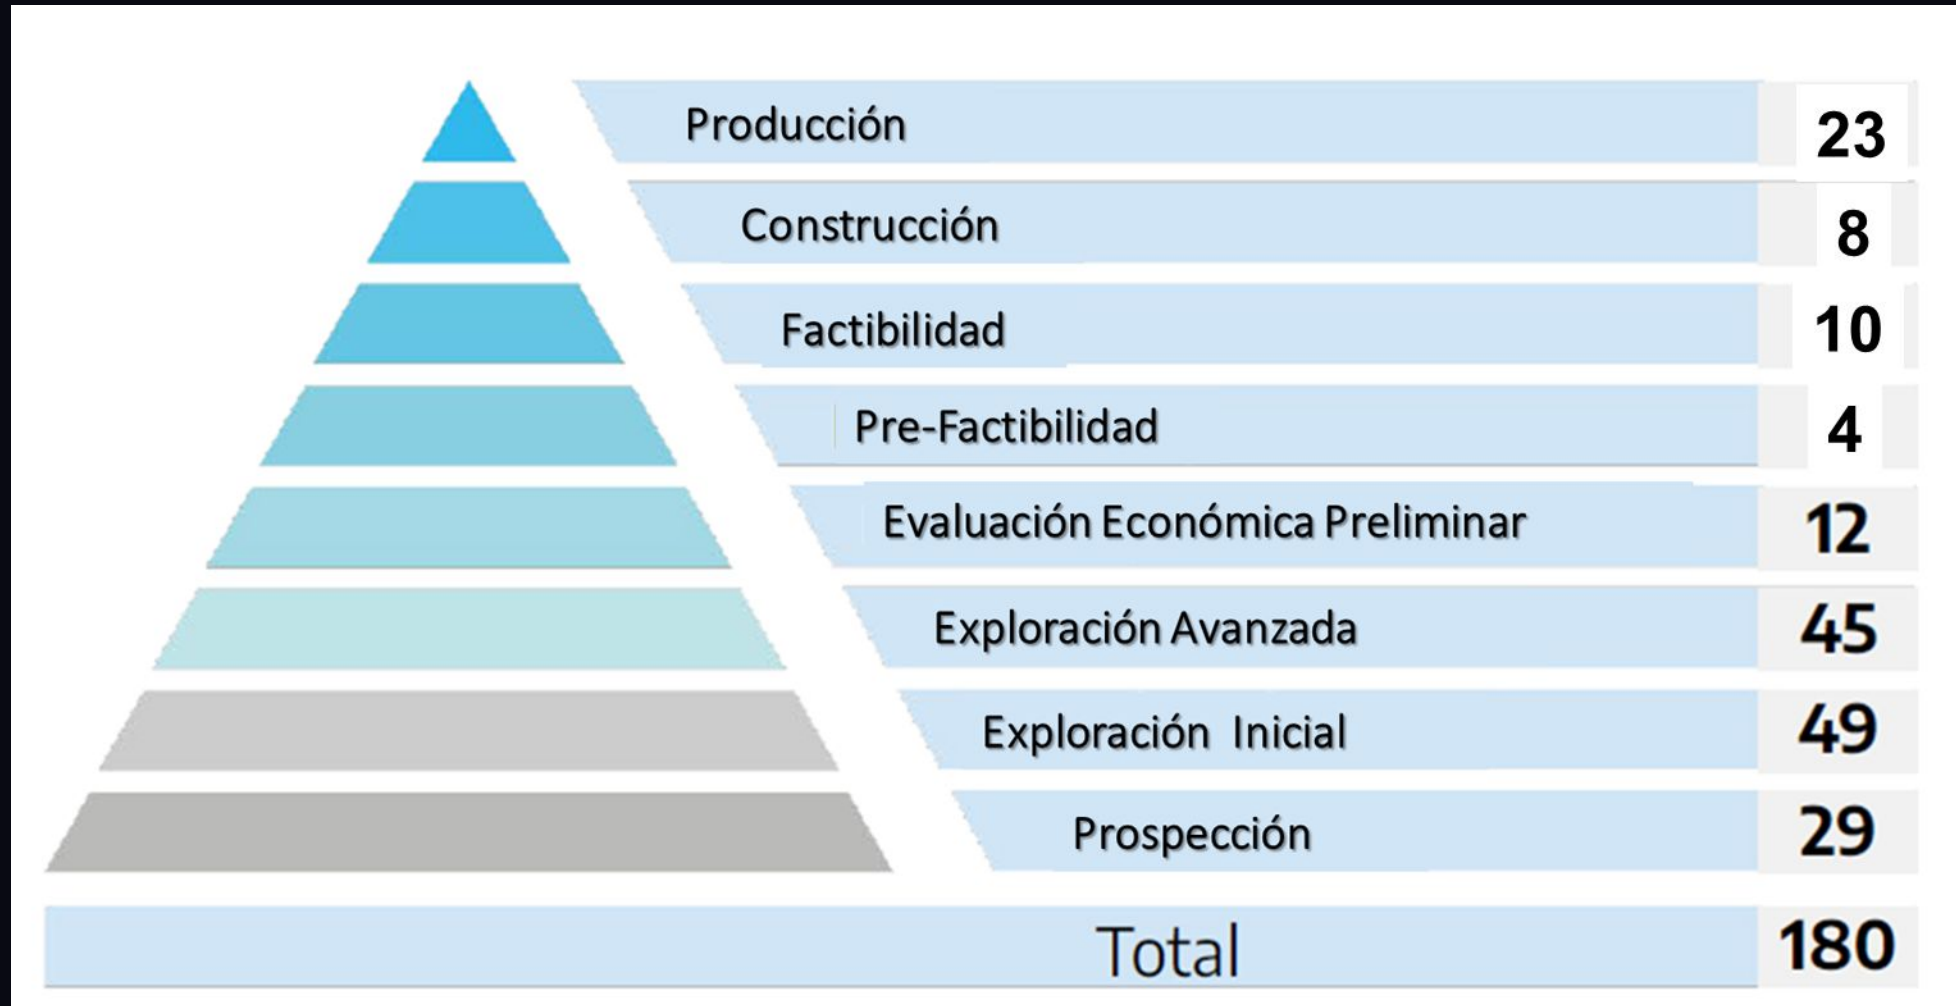 Producción 23
Construcción 8
Factibilidad 10
Pre-Factibilidad 4
Evaluación Económica Preliminar 12
Exploración Avanzada 45
Exploración Inicial 49
Prospección 29
Total 180